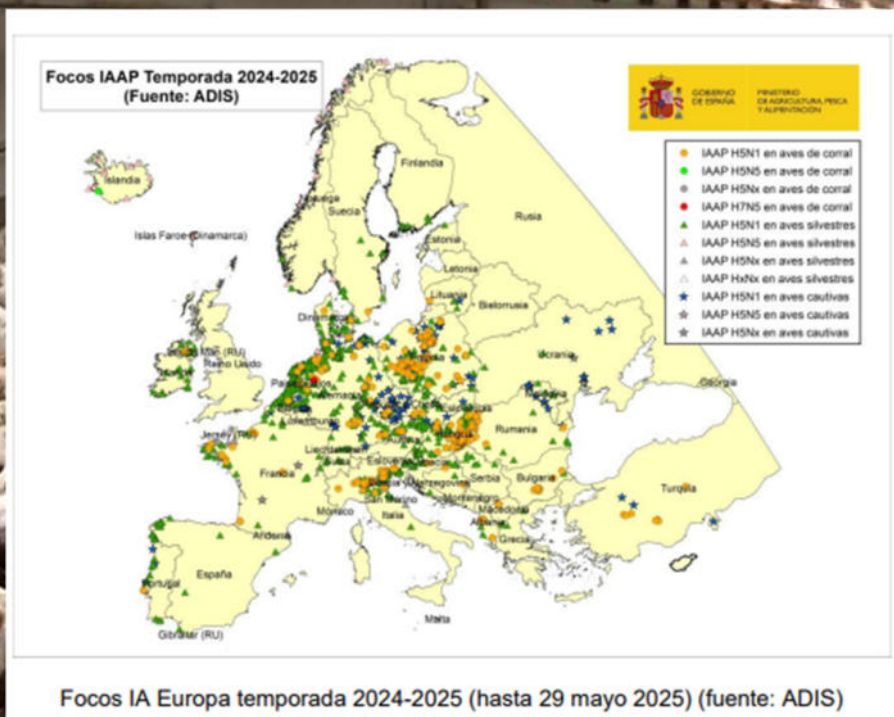 Focos IAAP Temporada 2024-2025
(Fuente: ADIS)
GOBIERNO
DE ESPAÑA
MINISTERIO
DE AGRICULTURA, PESCA
Y ALIMENTACIÓN
IAAP H5N1 en aves de corral
IAAP H5N5 en aves de corral
IAAP H5Nx en aves de corral
IAAP H7N5 en aves de corral
IAAP H5N1 en aves silvestres
IAAP H5N5 en aves silvestres
IAAP H5Nx en aves silvestres
IAAP HxNx en aves silvestres
IAAP H5N1 en aves cautivas
IAAP H5N5 en aves cautivas
IAAP H5Nx en aves cautivas
Islandia
Finlandia
Noruega
Suecia
Rusia
Islas Faroe (Dinamarca)
Estonia
Letonia
Lituania
Bielorrusia
Dinamarca
(RU)
Reino Unido
Ucrania
Georgia
Jersey (RU)
Rumania
Francia
Serbia
Bulgaria
Turquia
San Marino
Montenegro
Macedonia
Mónaco
Italia
Albania
Grecia
Andorra
Portugal
España
Gibraltar (RU)
Malta
Focos IA Europa temporada 2024-2025 (hasta 29 mayo 2025) (fuente: ADIS)